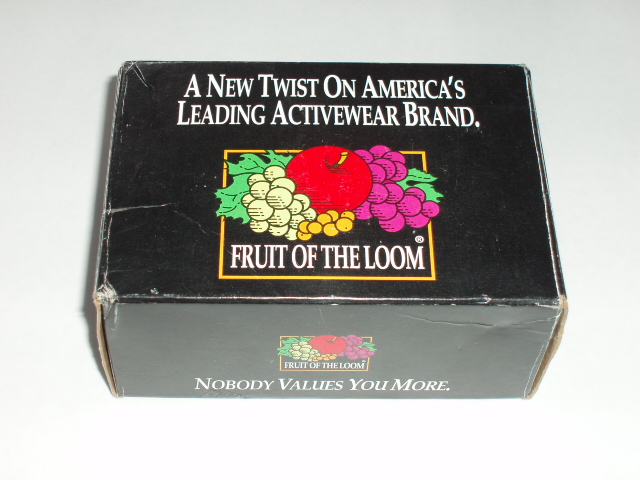 A NEW TWIST ON AMERICA'S
LEADING ACTIVEWEAR BRAND.
FRUIT OF THE LOOM®
FRUIT OF THE LOOM
NOBODY VALUES YOU MORE.